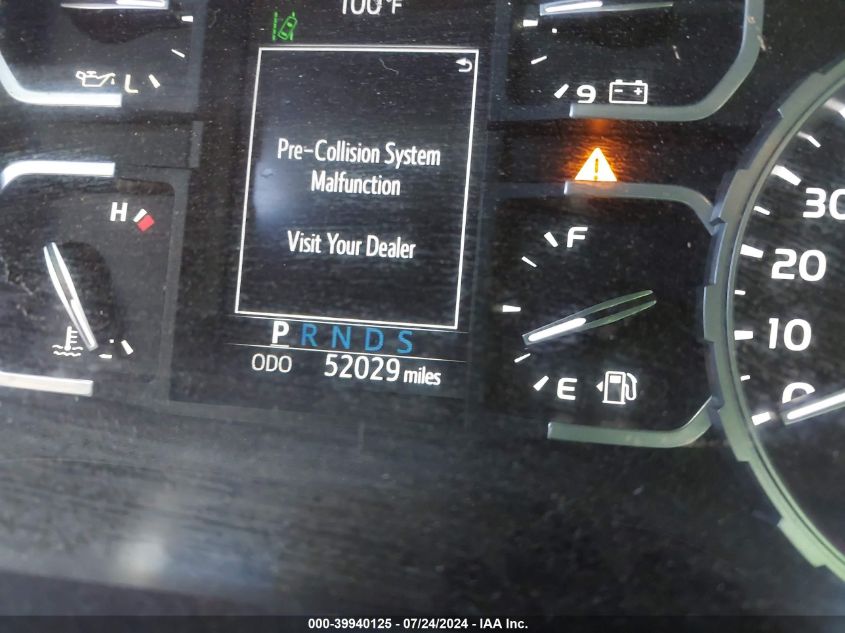 100°F
L
9
Pre-Collision System
Malfunction
Visit Your Dealer
H
F
E
30
20
10
0
P R N D S
ODO 52029 miles
000-39940125 - 07/24/2024 - IAA Inc.